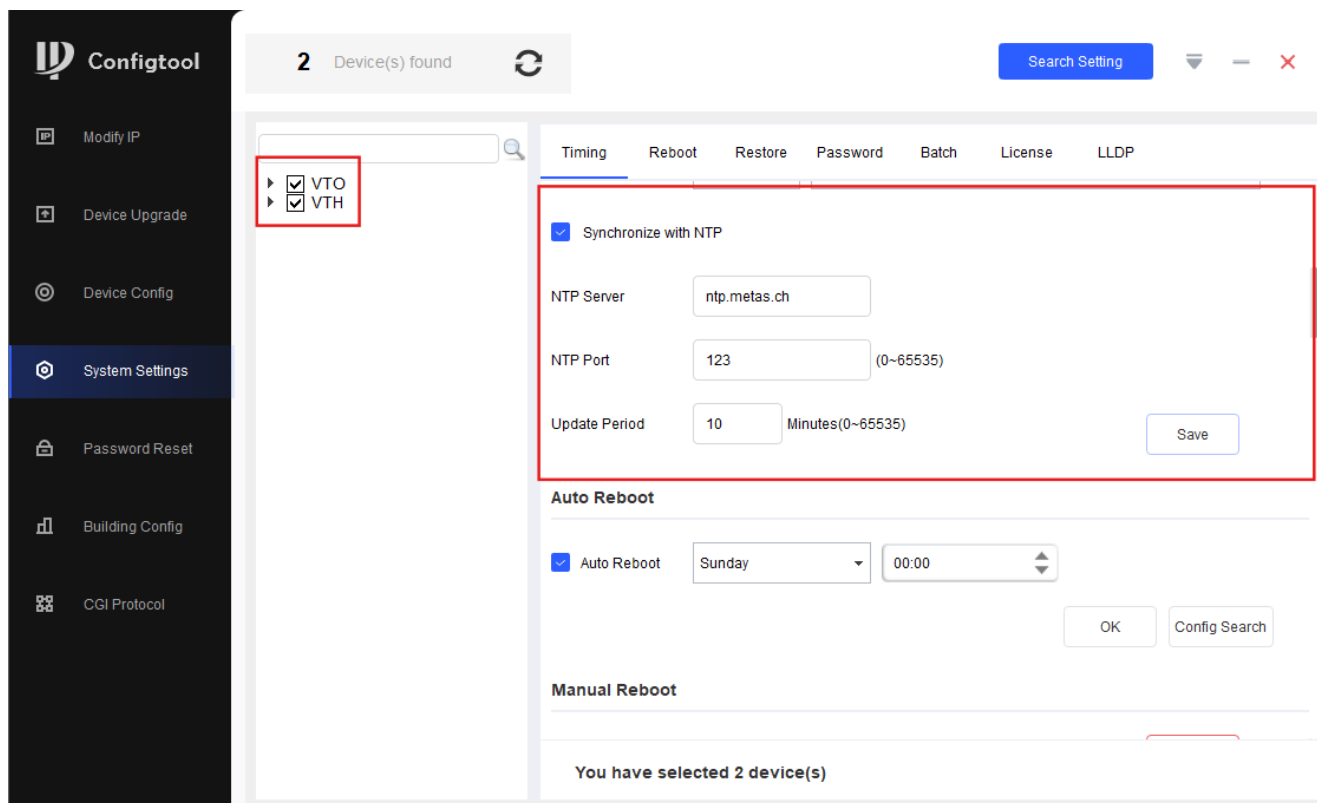 Configtool
2 Device(s) found
Search Setting
Modify IP
Device Upgrade
Device Config
System Settings
Password Reset
Building Config
CGI Protocol
VTO
VTH
Timing Reboot Restore Password Batch License LLDP
Synchronize with NTP
NTP Server ntp.metas.ch
NTP Port 123 (0~65535)
Update Period 10 Minutes(0~65535)
Save
Auto Reboot
Auto Reboot Sunday 00:00
OK Config Search
Manual Reboot
You have selected 2 device(s)